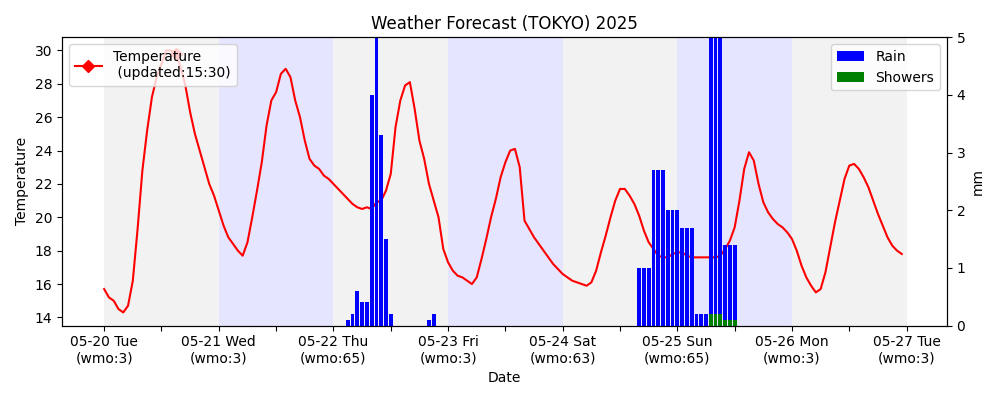 Weather Forecast (TOKYO) 2025
Temperature
(updated:15:30)
Rain
Showers
30
28
26
24
22
20
18
16
14
Temperature
5
4
3
2
1
0
mm
05-20 Tue
(wmo:3)
05-21 Wed
(wmo:3)
05-22 Thu
(wmo:65)
05-23 Fri
(wmo:3)
05-24 Sat
(wmo:63)
05-25 Sun
(wmo:65)
05-26 Mon
(wmo:3)
05-27 Tue
(wmo:3)
Date